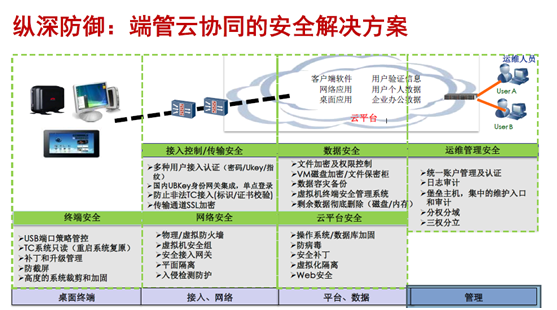 纵深防御：端管云协同的安全解决方案
运维人员
客户端软件 用户验证信息
网络应用 用户个人数据
桌面应用 企业办公数据
云平台
User A
User B
接入控制/传输安全
多种用户接入认证（密码/Ukey/指纹）
国内UBKey身份网关集成，单点登录
防止非法TC接入[标识/证书校验)
传输通道SSL加密
数据安全
文件加密及权限控制
VM磁盘加密/文件保密柜
数据容灾备份
虚拟机终端安全管理系统
剩余数据彻底删除（磁盘/内存）
运维管理安全
统一账户管理及认证
日志审计
堡垒主机，集中的维护入口和审计
分权分域
三权分立
终端安全
USB端口策略管控
TC系统只读（重启系统复原）
补丁和升级管理
防截屏
高度的系统裁剪和加固
网络安全
物理/虚拟防火墙
虚拟机安全组
安全接入网关
平面隔离
入侵检测防护
云平台安全
操作系统/数据库加固
防病毒
安全补丁
虚拟化隔离
Web安全
桌面终端
接入、网络
平台、数据
管理